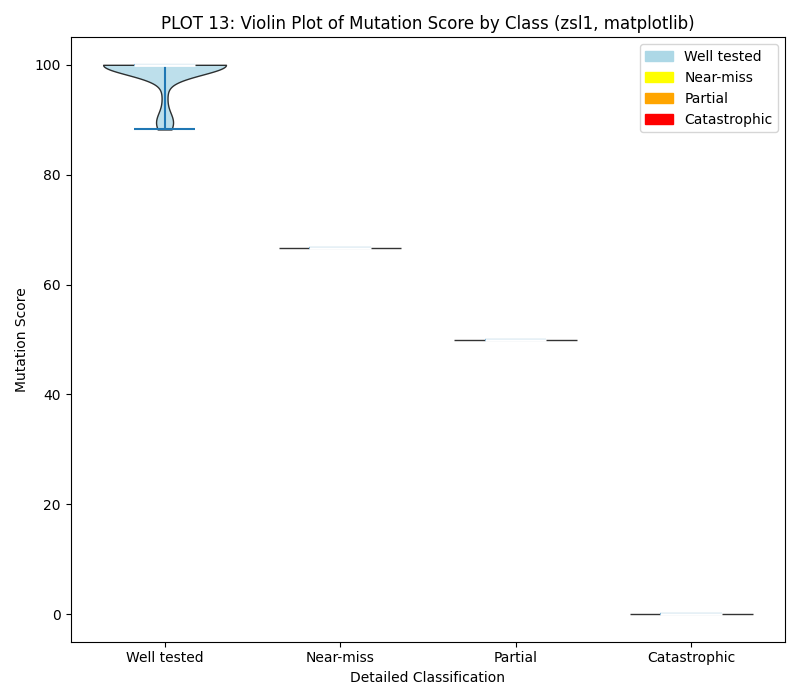 PLOT 13: Violin Plot of Mutation Score by Class (zsl1, matplotlib)
Well tested
Near-miss
Partial
Catastrophic
100
80
60
40
20
0
Mutation Score
Well tested
Near-miss
Partial
Catastrophic
Detailed Classification